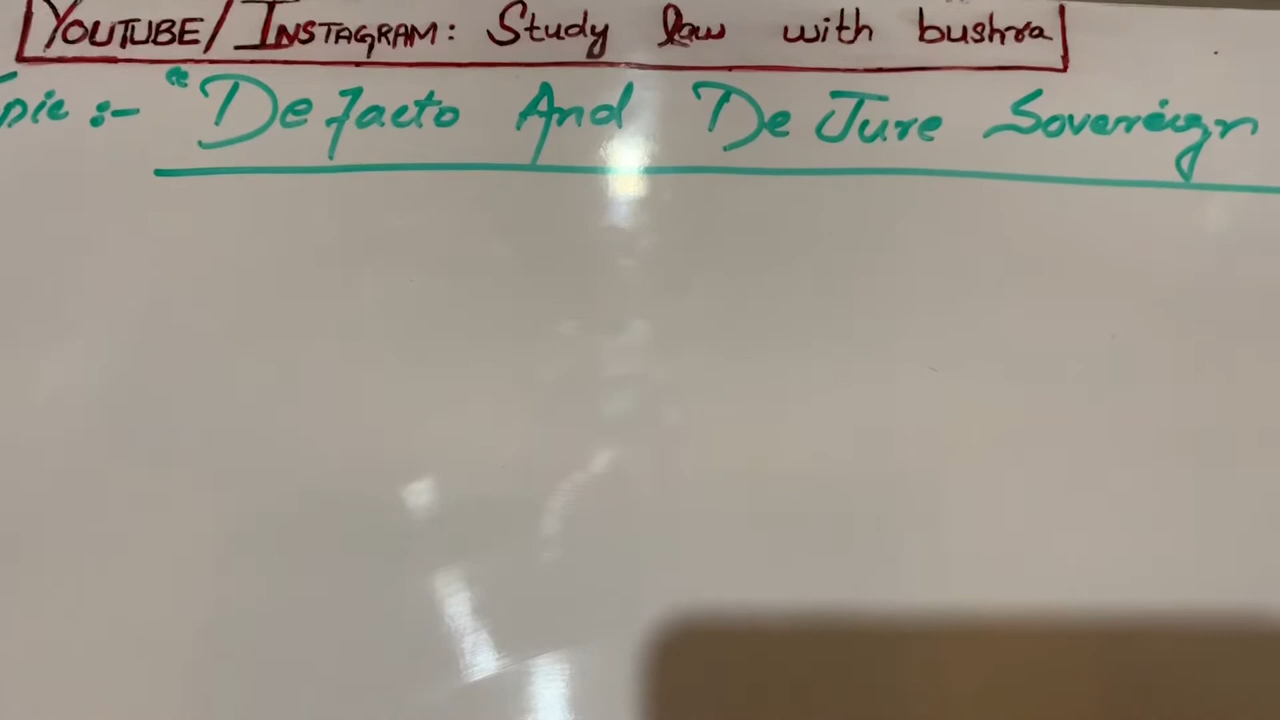 YOUTUBE/INSTAGRAM: Study law with bushra
"De facto And De Jure Sovereign